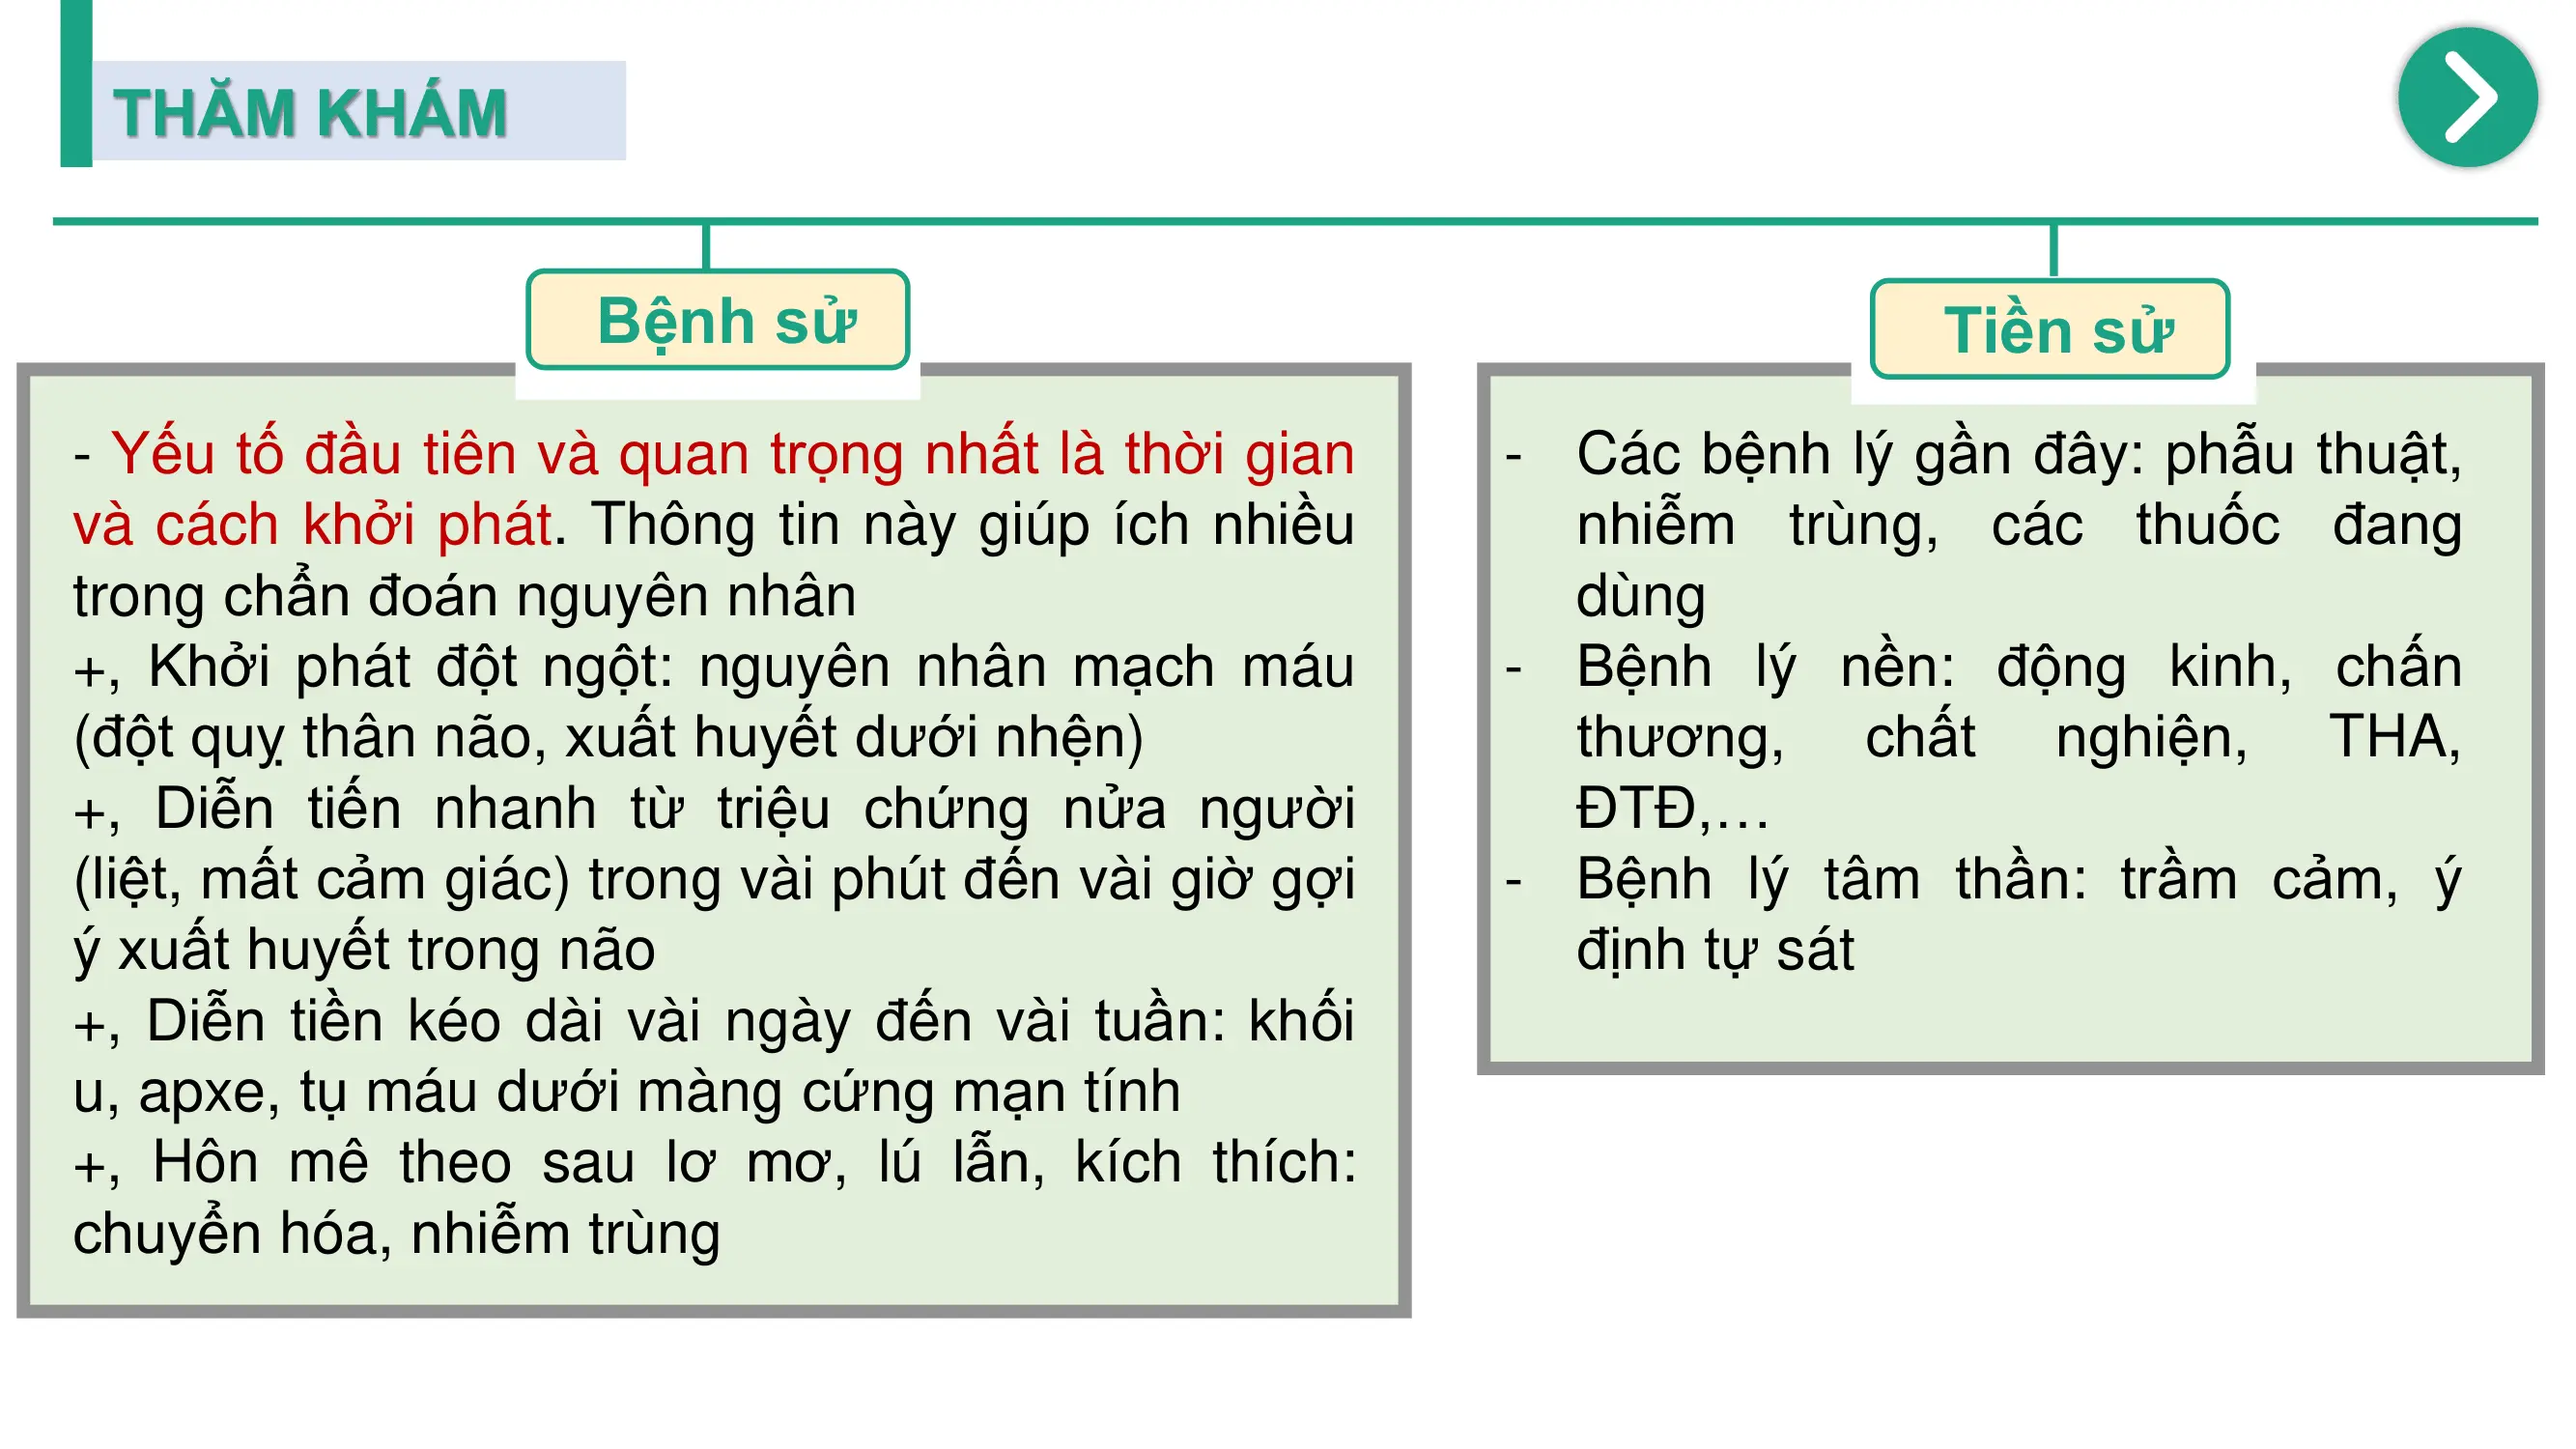 THĂM KHÁM
Bệnh sử
- Yếu tố đầu tiên và quan trọng nhất là thời gian
và cách khởi phát. Thông tin này giúp ích nhiều
trong chẩn đoán nguyên nhân
+, Khởi phát đột ngột: nguyên nhân mạch máu
(đột quỵ thân não, xuất huyết dưới nhện)
+, Diễn tiến nhanh từ triệu chứng nửa người
(liệt, mất cảm giác) trong vài phút đến vài giờ gợi
ý xuất huyết trong não
+, Diễn tiền kéo dài vài ngày đến vài tuần: khối
u, apxe, tụ máu dưới màng cứng mạn tính
+, Hôn mê theo sau lơ mơ, lú lẫn, kích thích:
chuyển hóa, nhiễm trùng
Tiền sử
- Các bệnh lý gần đây: phẫu thuật,
nhiễm trùng, các thuốc đang
dùng
- Bệnh lý nền: động kinh, chấn
thương, chất nghiện, THA,
ĐTĐ,…
- Bệnh lý tâm thần: trầm cảm, ý
định tự sát